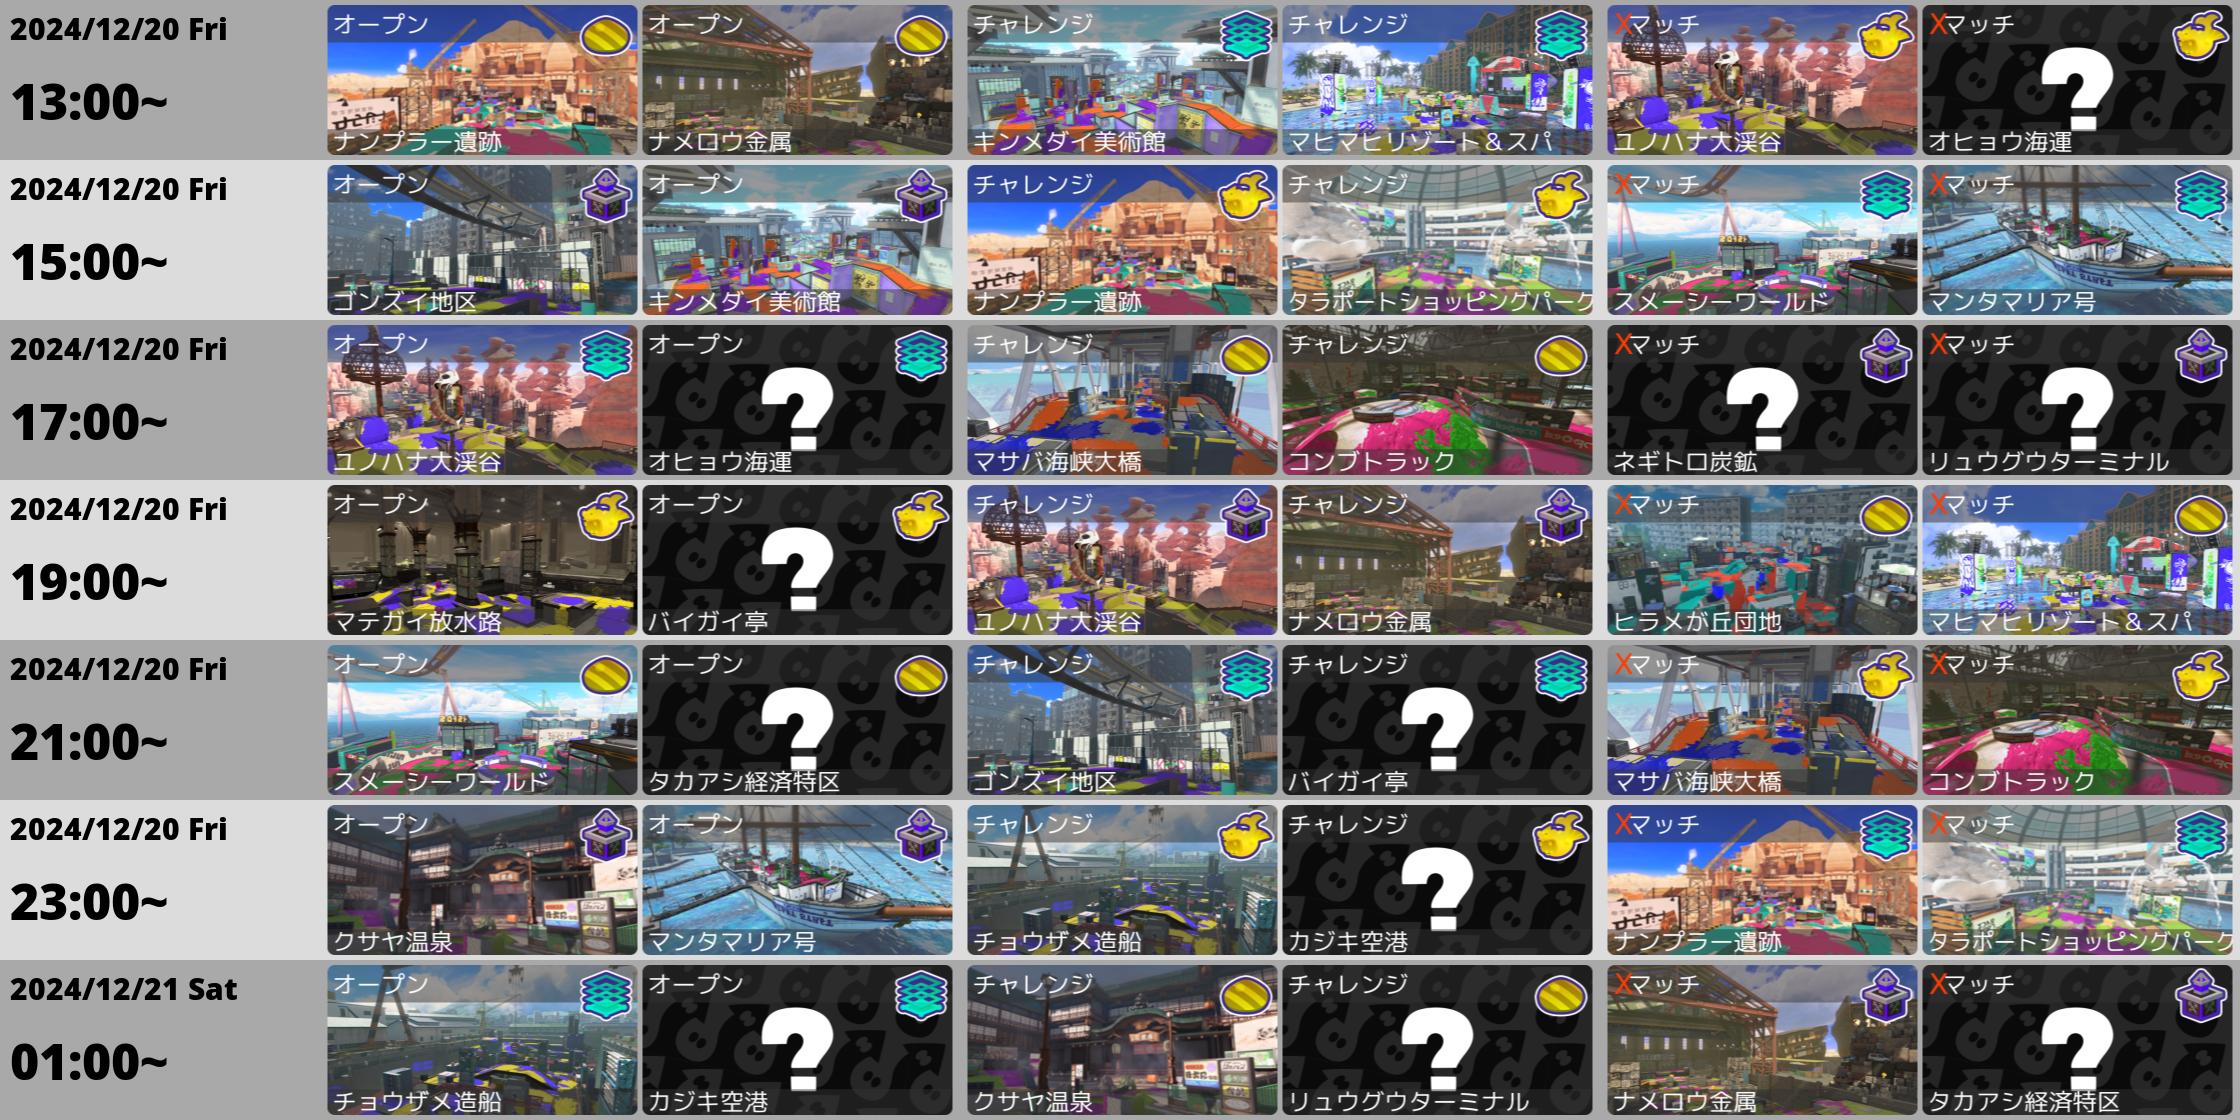 2024/12/20 Fri
13:00~
オープン
ナンプラー遺跡
オープン
ナメロウ金属
チャレンジ
キンメダイ美術館
チャレンジ
マヒマヒリゾート＆スパ
Xマッチ
ユノハナ大渓谷
Xマッチ
?
オヒョウ海運
2024/12/20 Fri
15:00~
オープン
ゴンズイ地区
オープン
キンメダイ美術館
チャレンジ
ナンプラー遺跡
チャレンジ
タラポートショッピングパーク
Xマッチ
スメーシーワールド
Xマッチ
マンタマリア号
2024/12/20 Fri
17:00~
オープン
ユノハナ大渓谷
オープン
?
オヒョウ海運
チャレンジ
マサバ海峡大橋
チャレンジ
コンブトラック
Xマッチ
?
ネギトロ炭鉱
Xマッチ
?
リュウグウターミナル
2024/12/20 Fri
19:00~
オープン
マテガイ放水路
オープン
?
バイガイ亭
チャレンジ
ユノハナ大渓谷
チャレンジ
ナメロウ金属
Xマッチ
ヒラメが丘団地
Xマッチ
マヒマヒリゾート＆スパ
2024/12/20 Fri
21:00~
オープン
スメーシーワールド
オープン
?
タカアシ経済特区
チャレンジ
ゴンズイ地区
チャレンジ
?
バイガイ亭
Xマッチ
マサバ海峡大橋
Xマッチ
コンブトラック
2024/12/20 Fri
23:00~
オープン
クサヤ温泉
オープン
マンタマリア号
チャレンジ
チョウザメ造船
チャレンジ
?
カジキ空港
Xマッチ
ナンプラー遺跡
Xマッチ
タラポートショッピングパーク
2024/12/21 Sat
01:00~
オープン
チョウザメ造船
オープン
?
カジキ空港
チャレンジ
クサヤ温泉
チャレンジ
?
リュウグウターミナル
Xマッチ
ナメロウ金属
Xマッチ
?
タカアシ経済特区